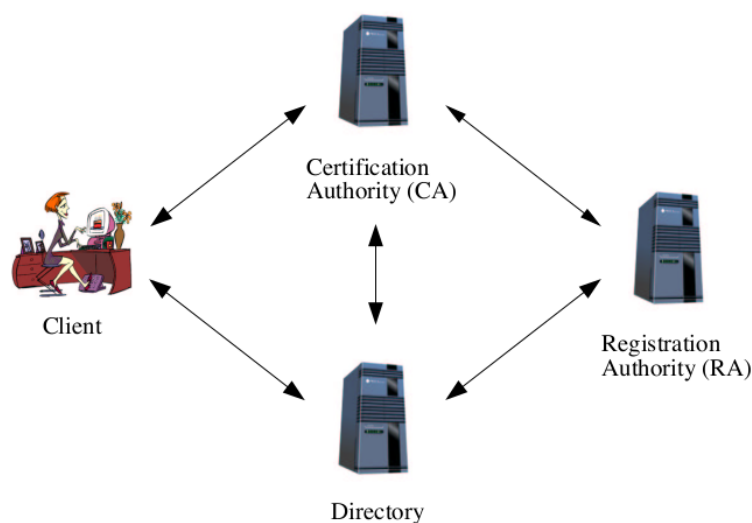 Certification
Authority (CA)
Client
Registration
Authority (RA)
Directory